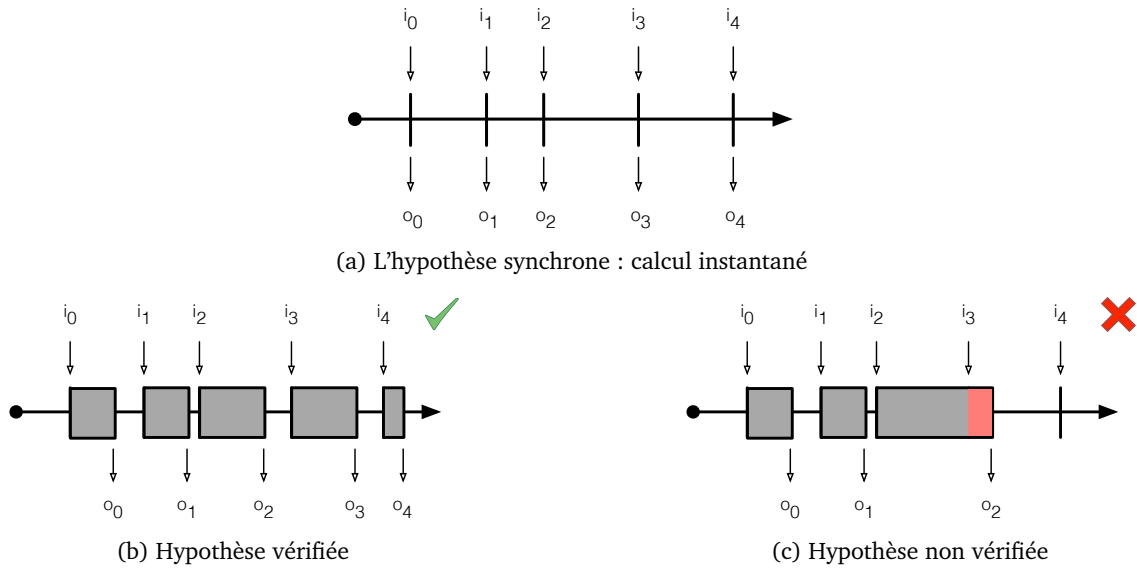 i0 i1 i2 i3 i4
o0 o1 o2 o3 o4
(a) L'hypothèse synchrone : calcul instantané
i0 i1 i2 i3 i4
o0 o1 o2 o3 o4
(b) Hypothèse vérifiée
i0 i1 i2 i3 i4
o0 o1 o2
(c) Hypothèse non vérifiée